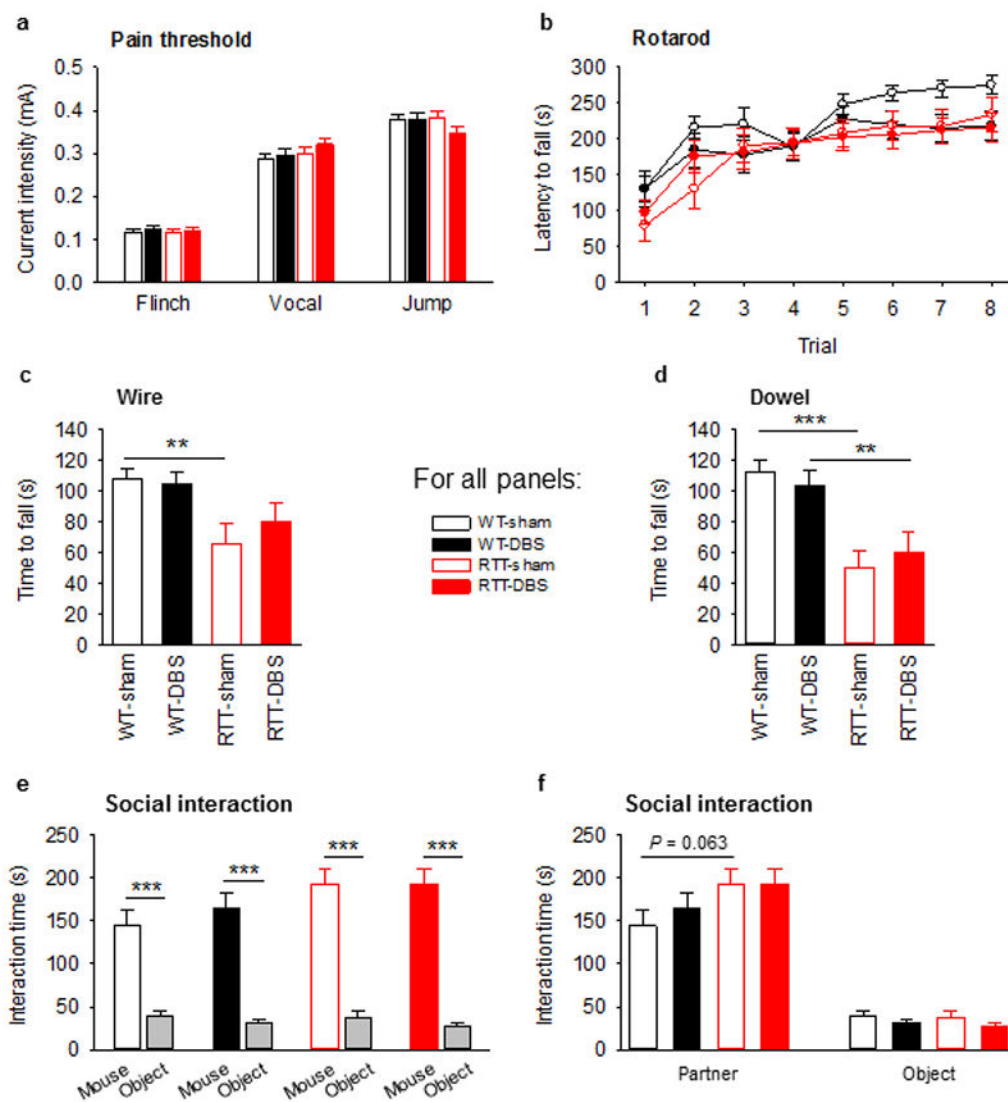 a
Pain threshold
Current intensity (mA)
0.5
0.4
0.3
0.2
0.1
0.0
Flinch Vocal Jump
b
Rotarod
Latency to fall (s)
300
250
200
150
100
50
0
1 2 3 4 5 6 7 8
Trial
c
Wire
Time to fall (s)
140
120
100
80
60
40
20
0
**
WT-sham
WT-DBS
RTT-sham
RTT-DBS
For all panels:
WT-sham
WT-DBS
RTT-sham
RTT-DBS
d
Dowel
Time to fall (s)
140
120
100
80
60
40
20
0
***
**
WT-sham
WT-DBS
RTT-sham
RTT-DBS
e
Social interaction
Interaction time (s)
250
200
150
100
50
0
*** *** *** ***
Mouse Object Mouse Object Mouse Object Mouse Object
f
Social interaction
Interaction time (s)
250
200
150
100
50
0
P = 0.063
Partner Object